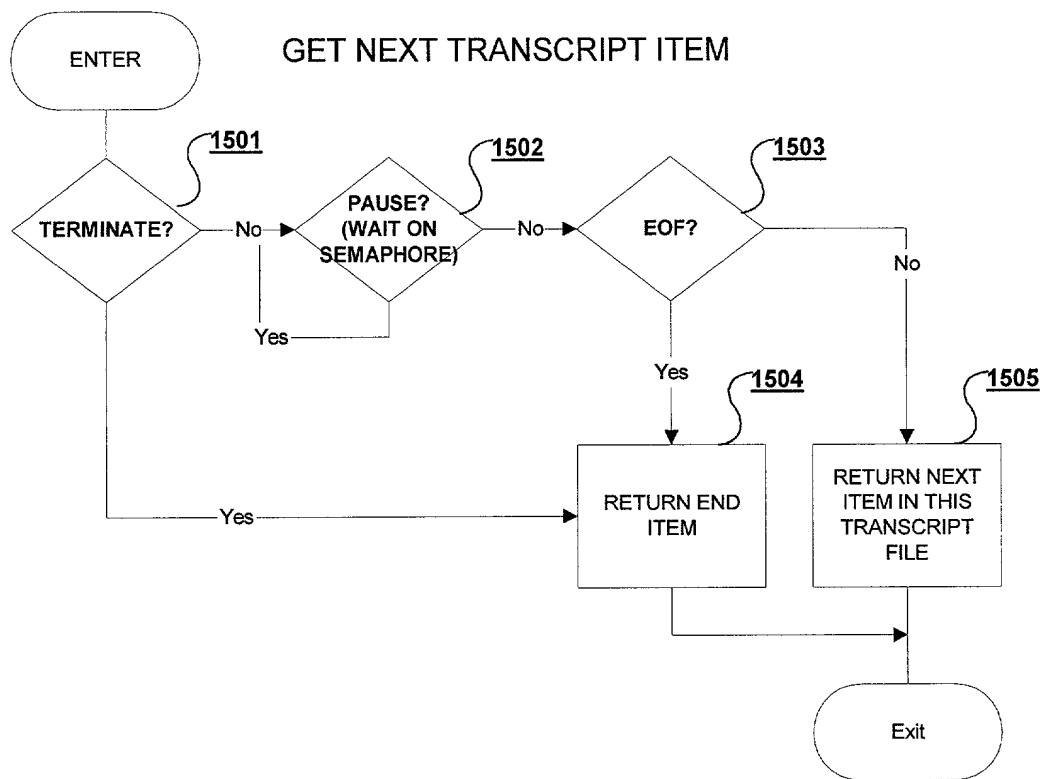 ENTER
GET NEXT TRANSCRIPT ITEM
1501
1502
1503
TERMINATE?
No
PAUSE?
(WAIT ON
SEMAPHORE)
No
EOF?
No
Yes
Yes
1504
1505
RETURN END
ITEM
RETURN NEXT
ITEM IN THIS
TRANSCRIPT
FILE
Yes
Exit